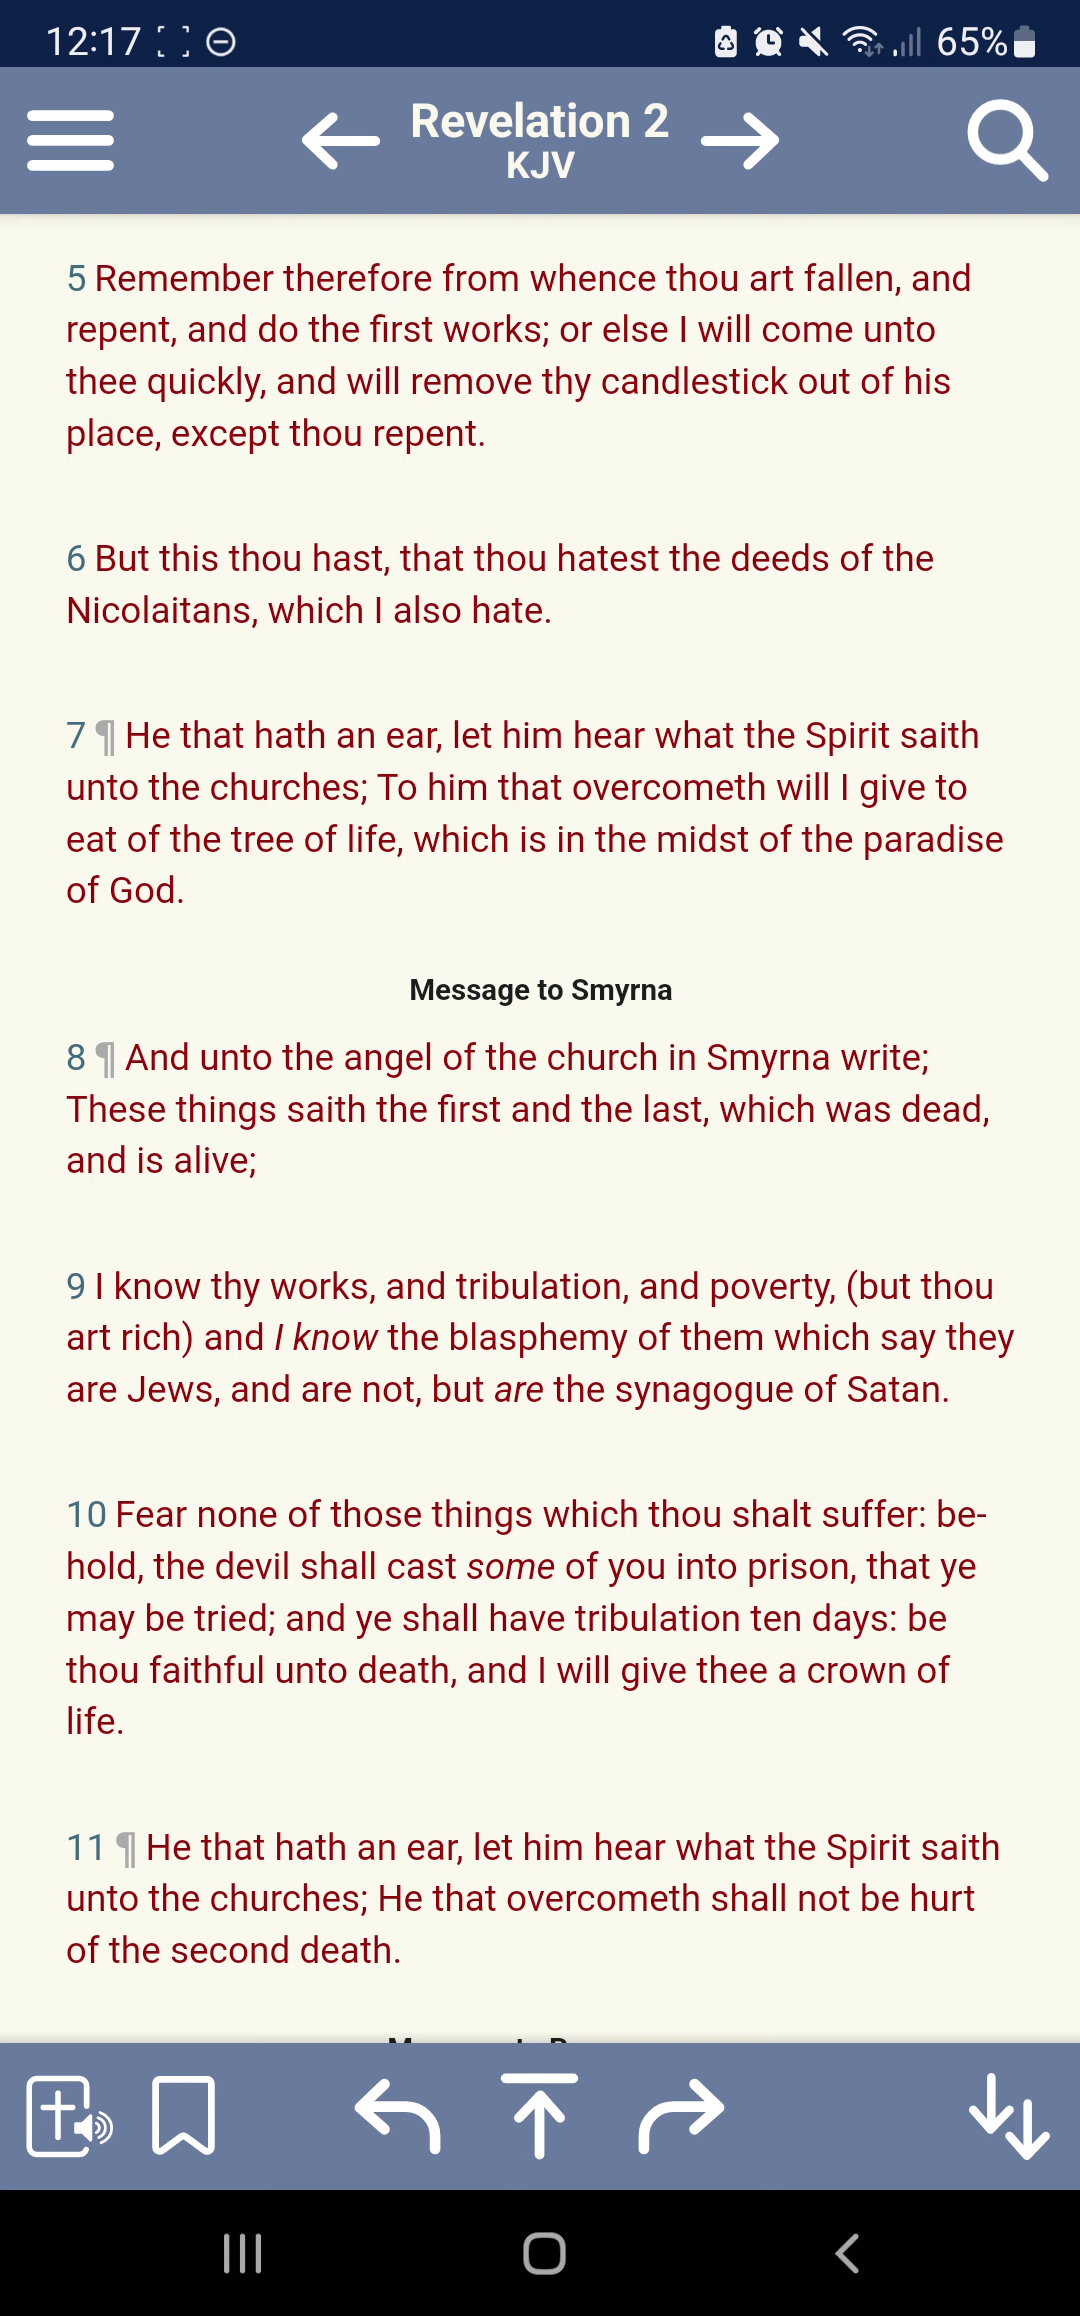 12:17
65%
Revelation 2
KJV
5 Remember therefore from whence thou art fallen, and
repent, and do the first works; or else I will come unto
thee quickly, and will remove thy candlestick out of his
place, except thou repent.
6 But this thou hast, that thou hatest the deeds of the
Nicolaitans, which I also hate.
7 ¶ He that hath an ear, let him hear what the Spirit saith
unto the churches; To him that overcometh will I give to
eat of the tree of life, which is in the midst of the paradise
of God.
Message to Smyrna
8 ¶ And unto the angel of the church in Smyrna write;
These things saith the first and the last, which was dead,
and is alive;
9 I know thy works, and tribulation, and poverty, (but thou
art rich) and I know the blasphemy of them which say they
are Jews, and are not, but are the synagogue of Satan.
10 Fear none of those things which thou shalt suffer: be-
hold, the devil shall cast some of you into prison, that ye
may be tried; and ye shall have tribulation ten days: be
thou faithful unto death, and I will give thee a crown of
life.
11 ¶ He that hath an ear, let him hear what the Spirit saith
unto the churches; He that overcometh shall not be hurt
of the second death.